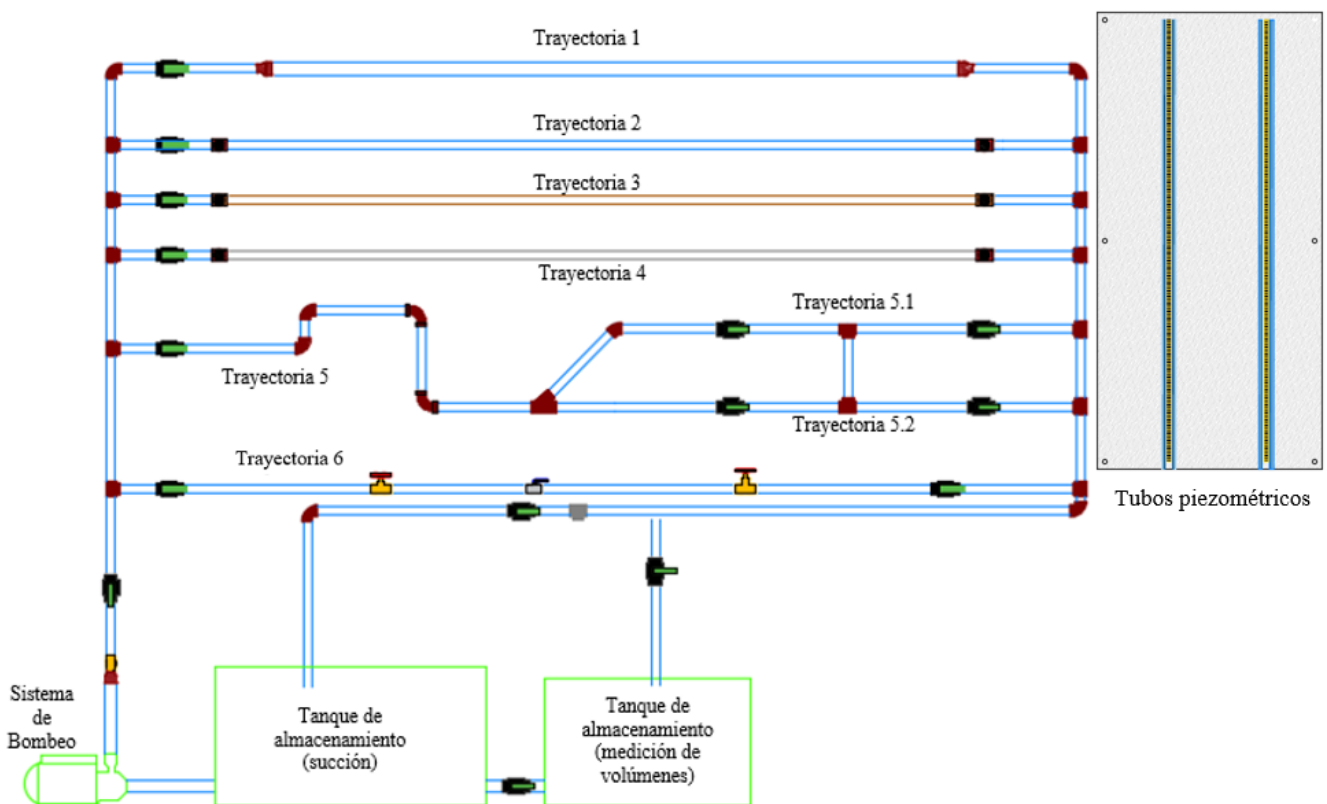 Trayectoria 1
Trayectoria 2
Trayectoria 3
Trayectoria 4
Trayectoria 5.1
Trayectoria 5
Trayectoria 5.2
Trayectoria 6
Tubos piezométricos
Sistema
de
Bombeo
Tanque de
almacenamiento
(succión)
Tanque de
almacenamiento
(medición de
volúmenes)